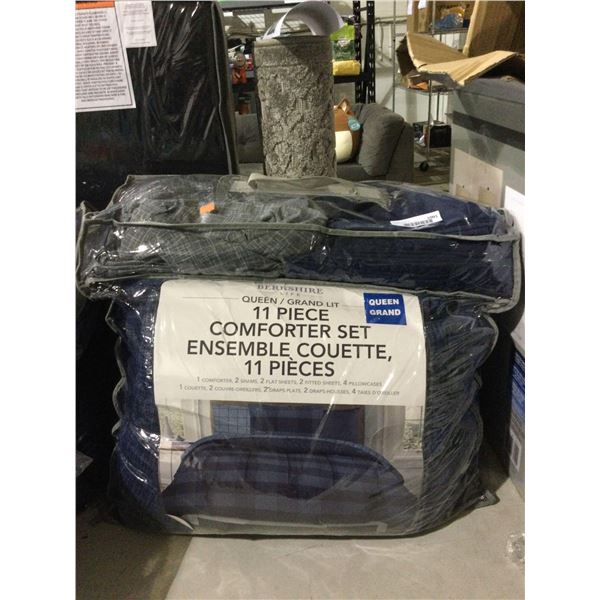 BERKSHIRE
LIFE
QUEEN / GRAND LIT
11 PIECE
COMFORTER SET
ENSEMBLE COUETTE,
11 PIÈCES
1 COMFORTER, 2 SHAMS, 2 FLAT SHEETS, 2 FITTED SHEETS, 4 PILLOWCASES
1 COUETTE, 2 COUVRE-OREILLERS, 2 DRAPS PLATS, 2 DRAPS-HOUSSES, 4 TAIES D'OREILLER
QUEEN
GRAND